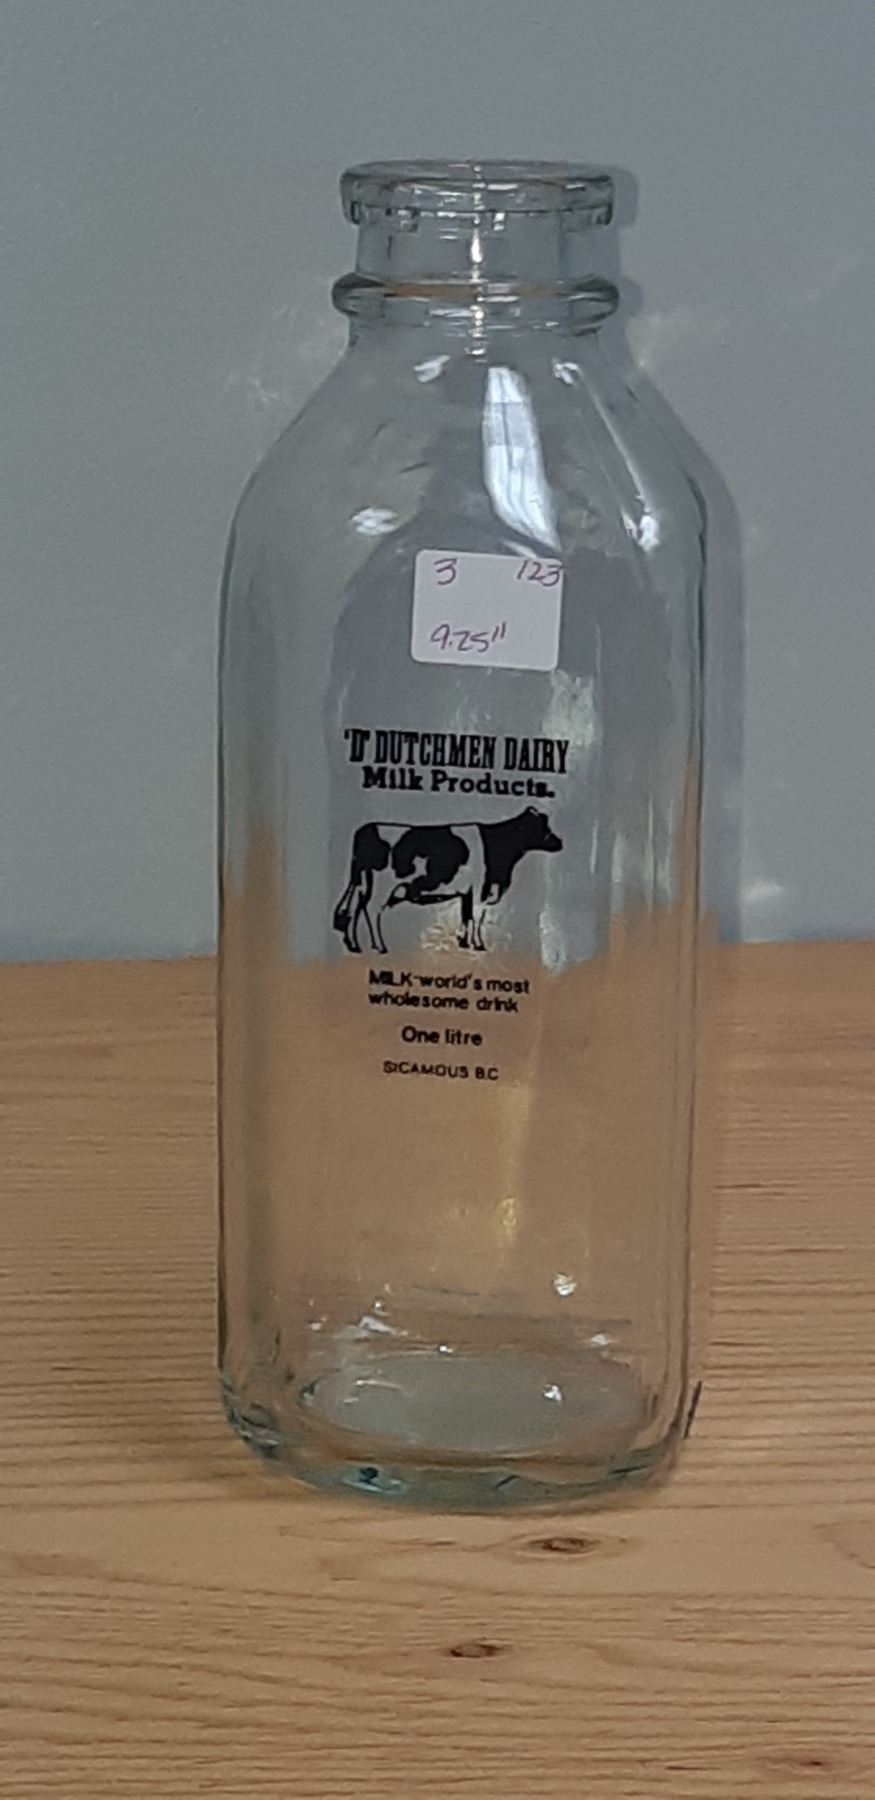 3 123
9.25"
'D' DUTCHMEN DAIRY
Milk Products.
MILK-world's most
wholesome drink
One litre
SICAMOUS B.C